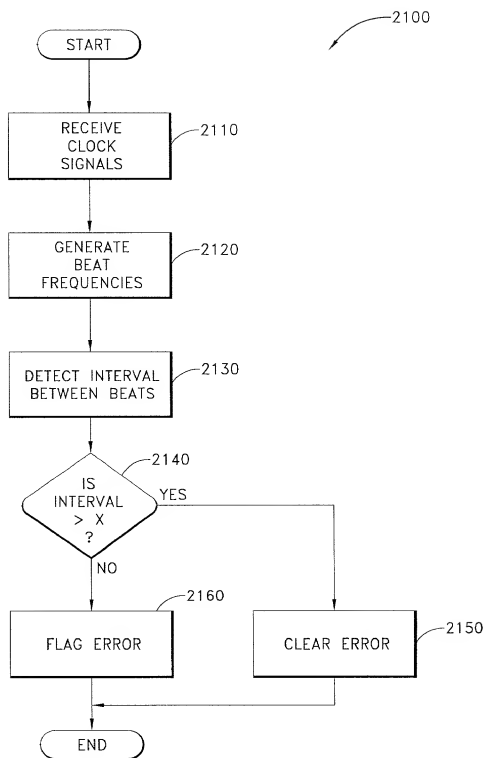 2100
START
RECEIVE
CLOCK
SIGNALS
2110
GENERATE
BEAT
FREQUENCIES
2120
DETECT INTERVAL
BETWEEN BEATS
2130
2140
IS
INTERVAL
> X
?
YES
NO
2160
FLAG ERROR
CLEAR ERROR
2150
END